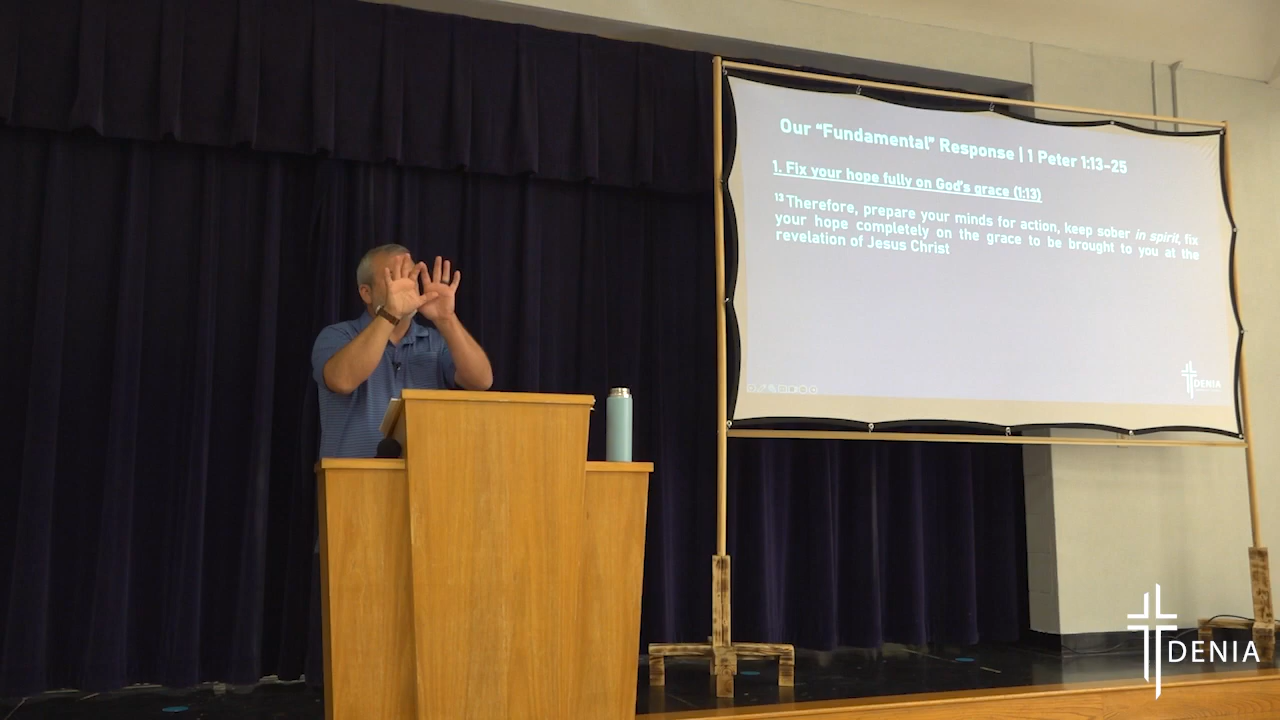 Our “Fundamental” Response | 1 Peter 1:13–25
1. Fix your hope fully on God’s grace (1:13)
13 Therefore, prepare your minds for action, keep sober in spirit, fix
your hope completely on the grace to be brought to you at the
revelation of Jesus Christ
DENIA
DENIA